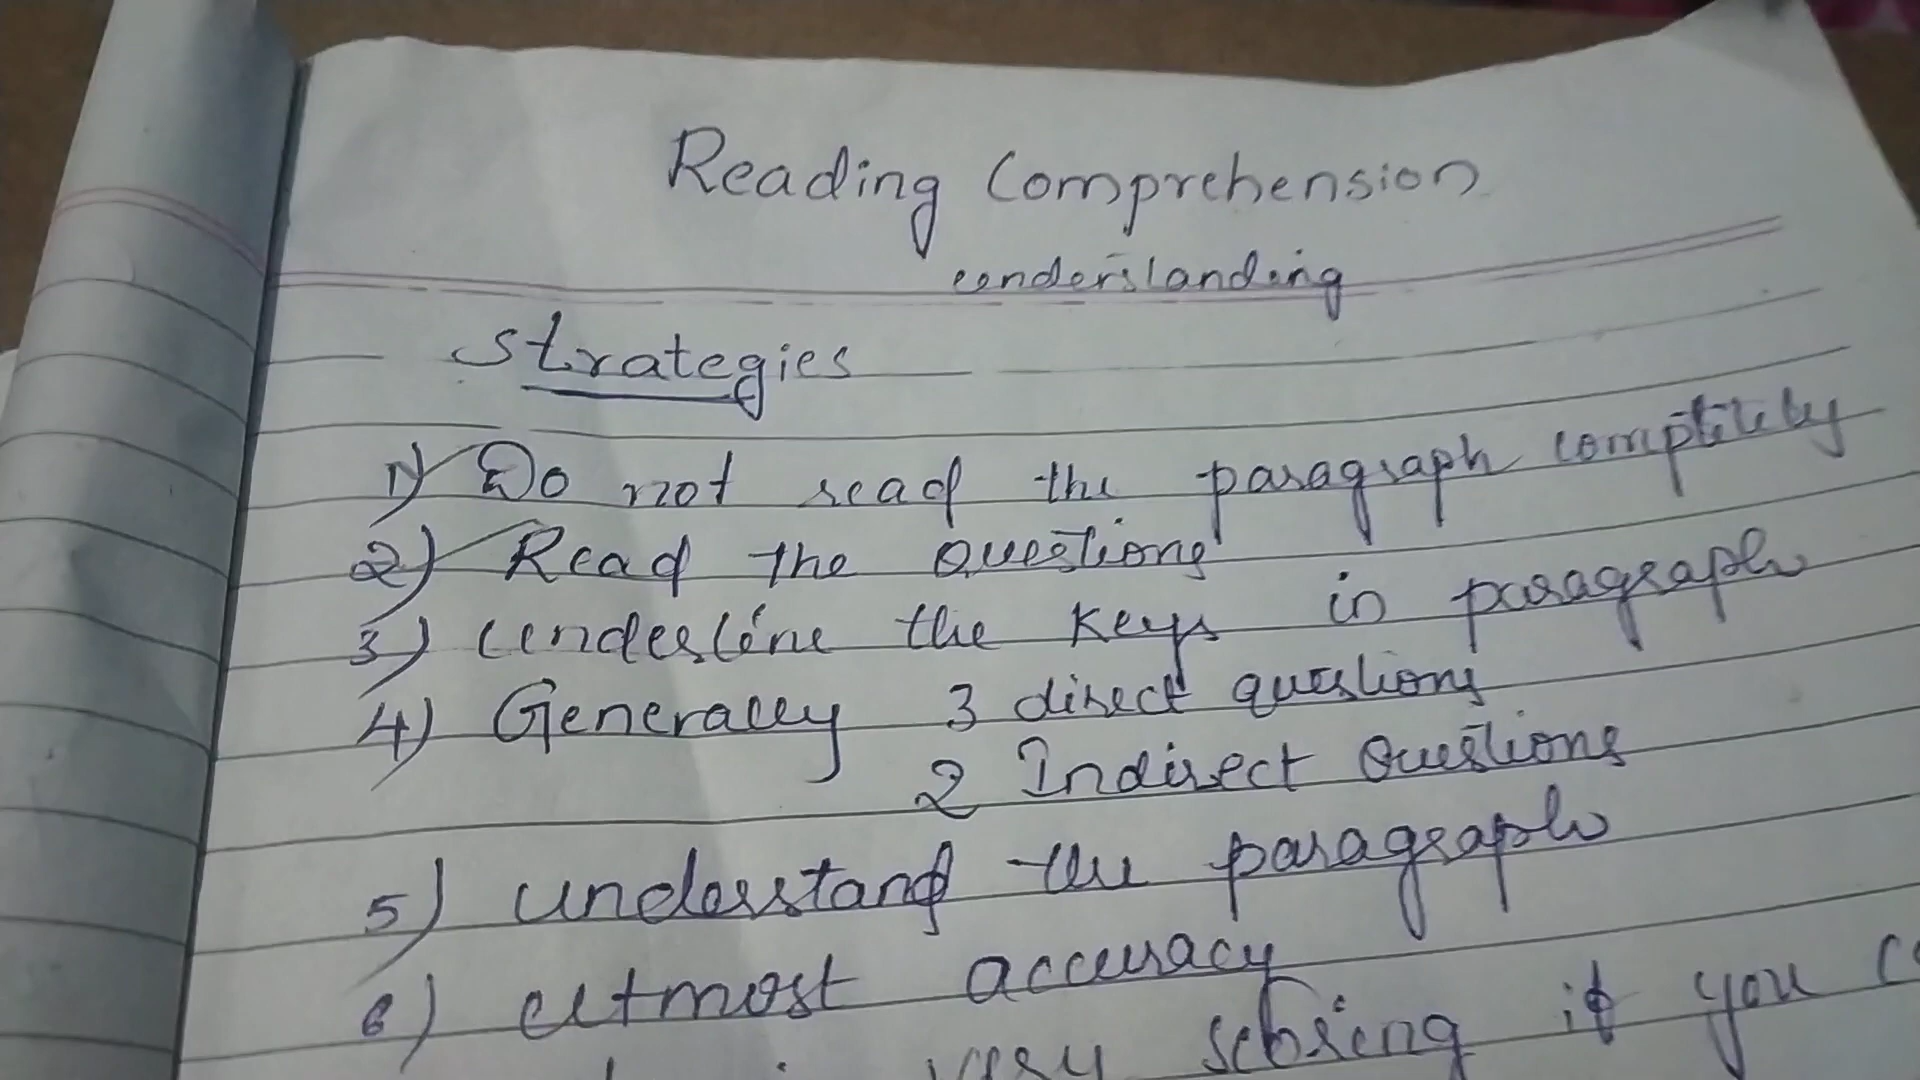 Reading Comprehension
understanding
Strategies
1) Do not read the paragraph completely
2) Read the Questions
3) Underline the Keys in paragraph
4) Generally 3 direct questions
2 Indirect Questions
5) understand the paragraph
6) utmost accuracy
very scoring if you